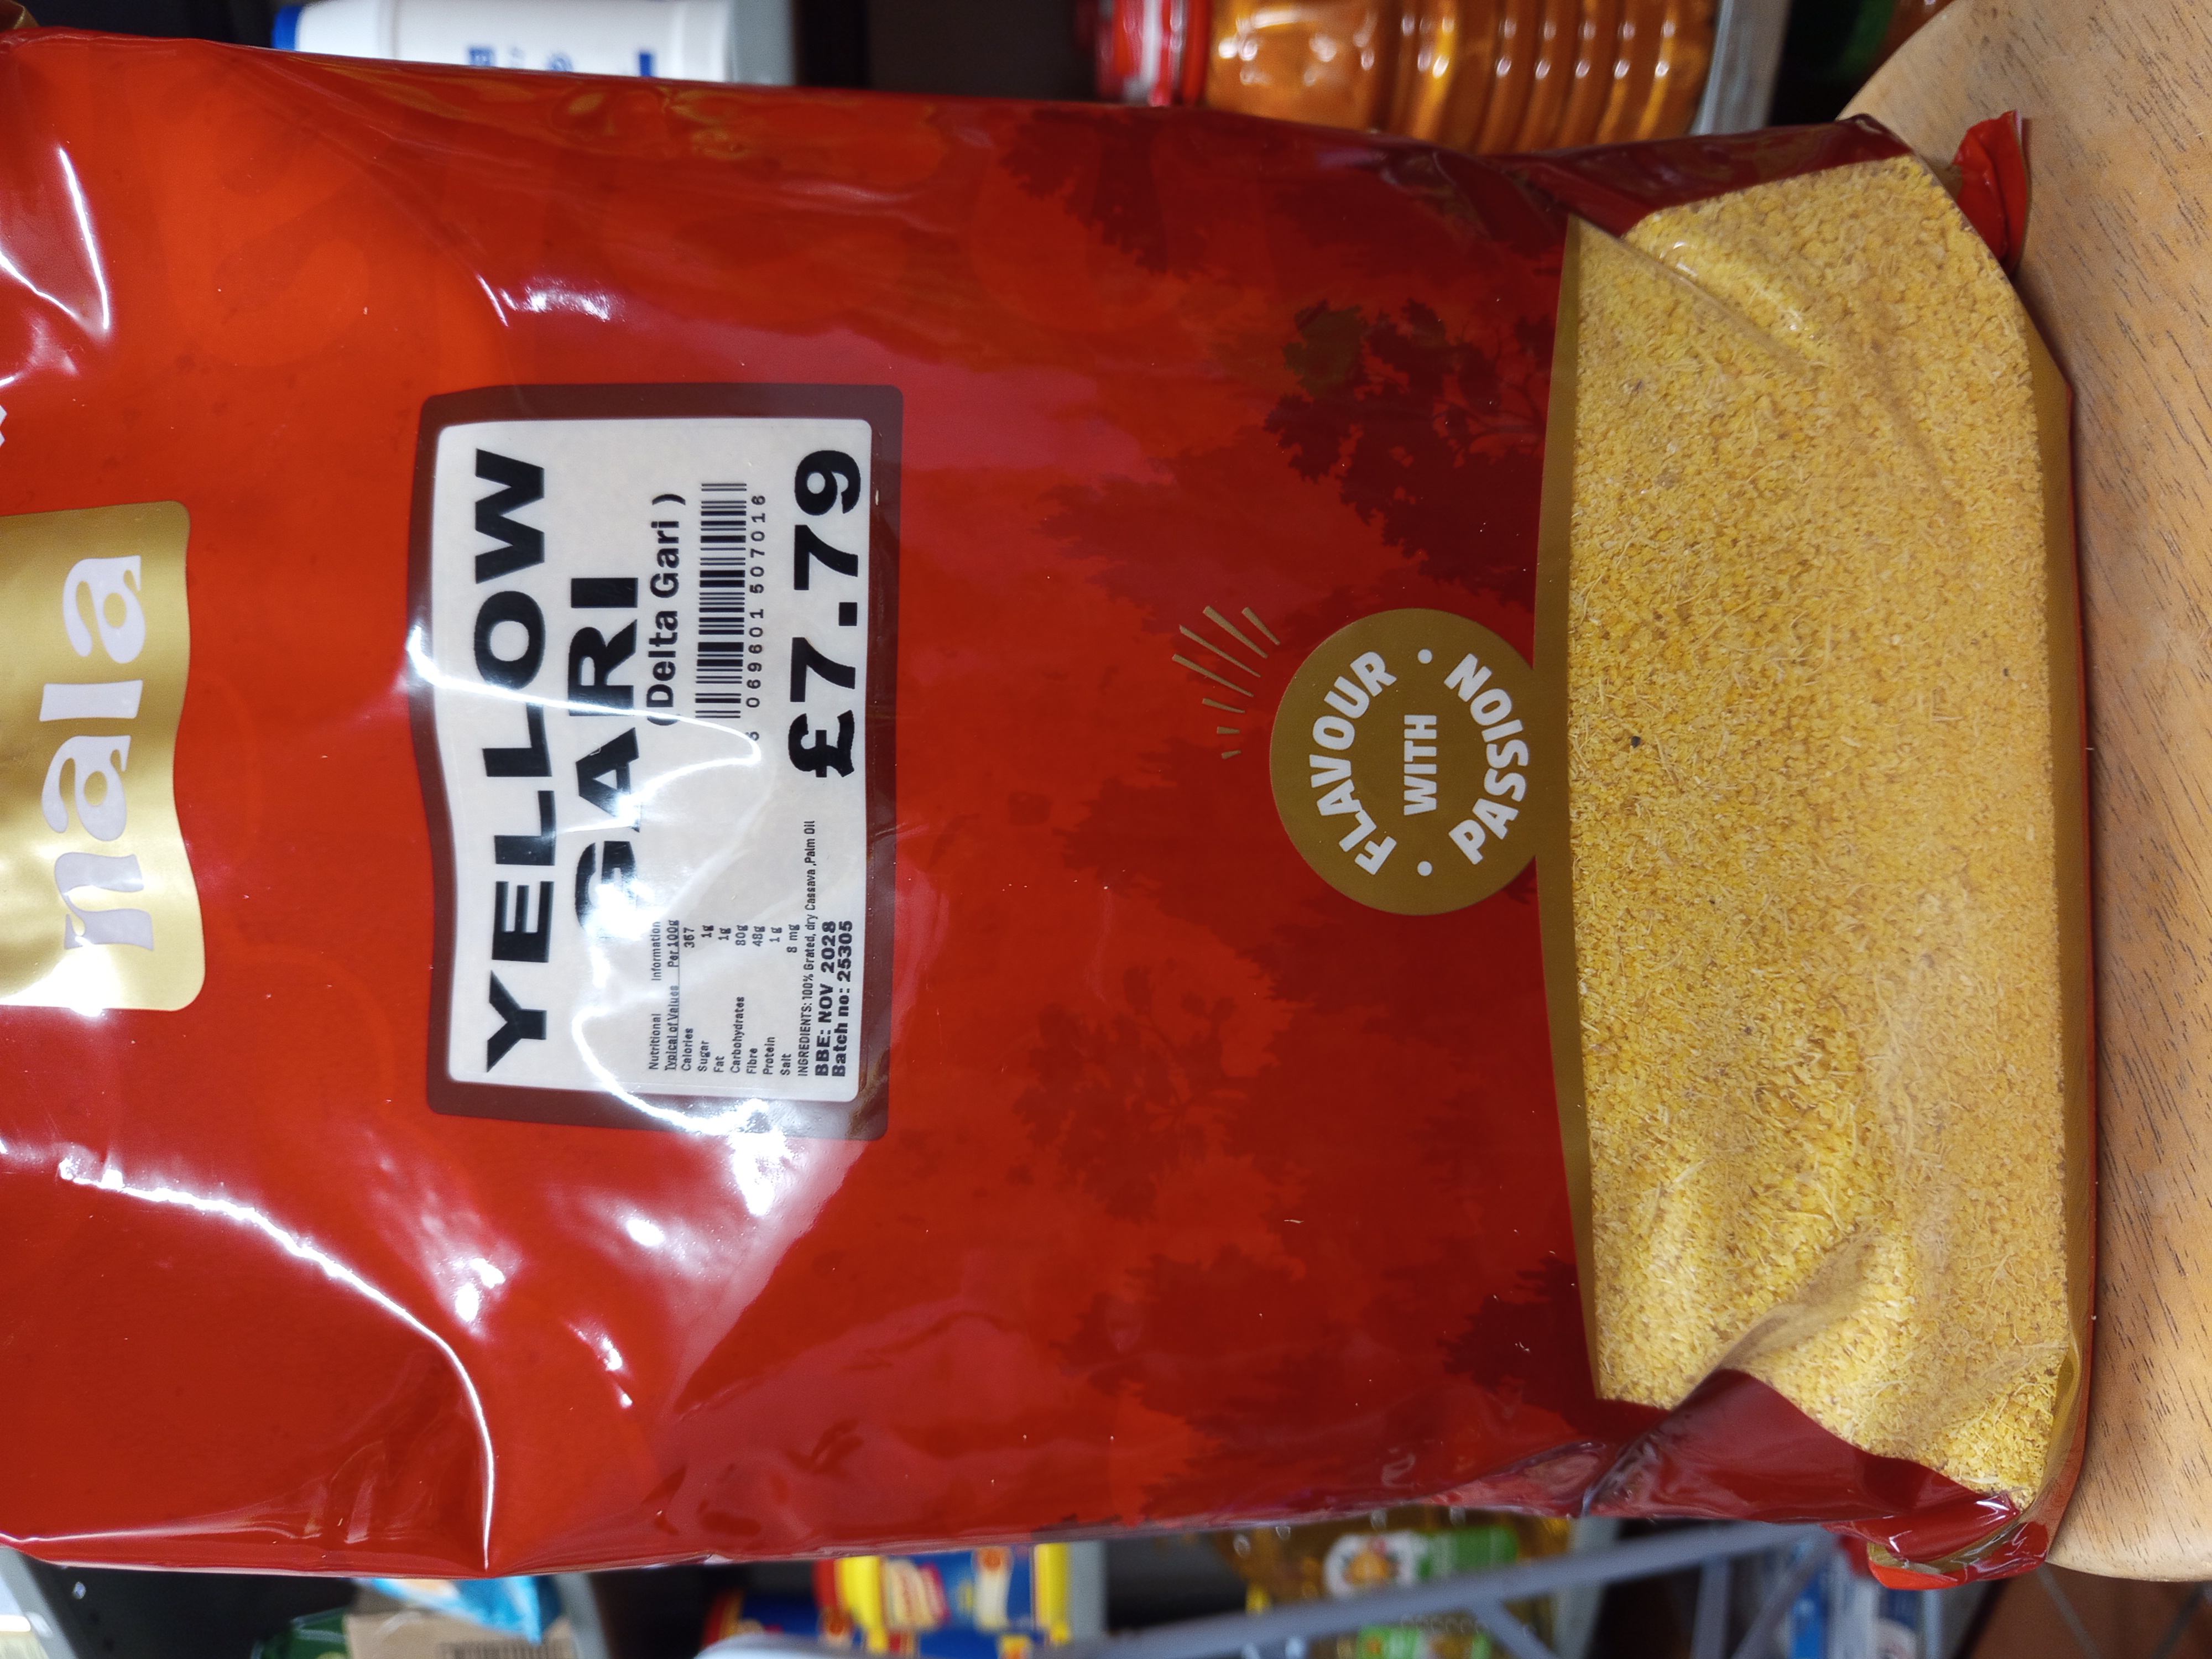 nala
YELLOW
GARI
(Delta Gari )
Nutritional Information
Typical of Values Per 100g
Calories 367
Sugar 1g
Fat 1g
Carbohydrates 80g
Fibre 48g
Protein 1g
Salt 8 mg
INGREDIENTS: 100% Grated, dry Cassava ,Palm Oil
BBE: NOV 2028
Batch no: 25305
069601 507016
£7.79
FLAVOUR
WITH
PASSION